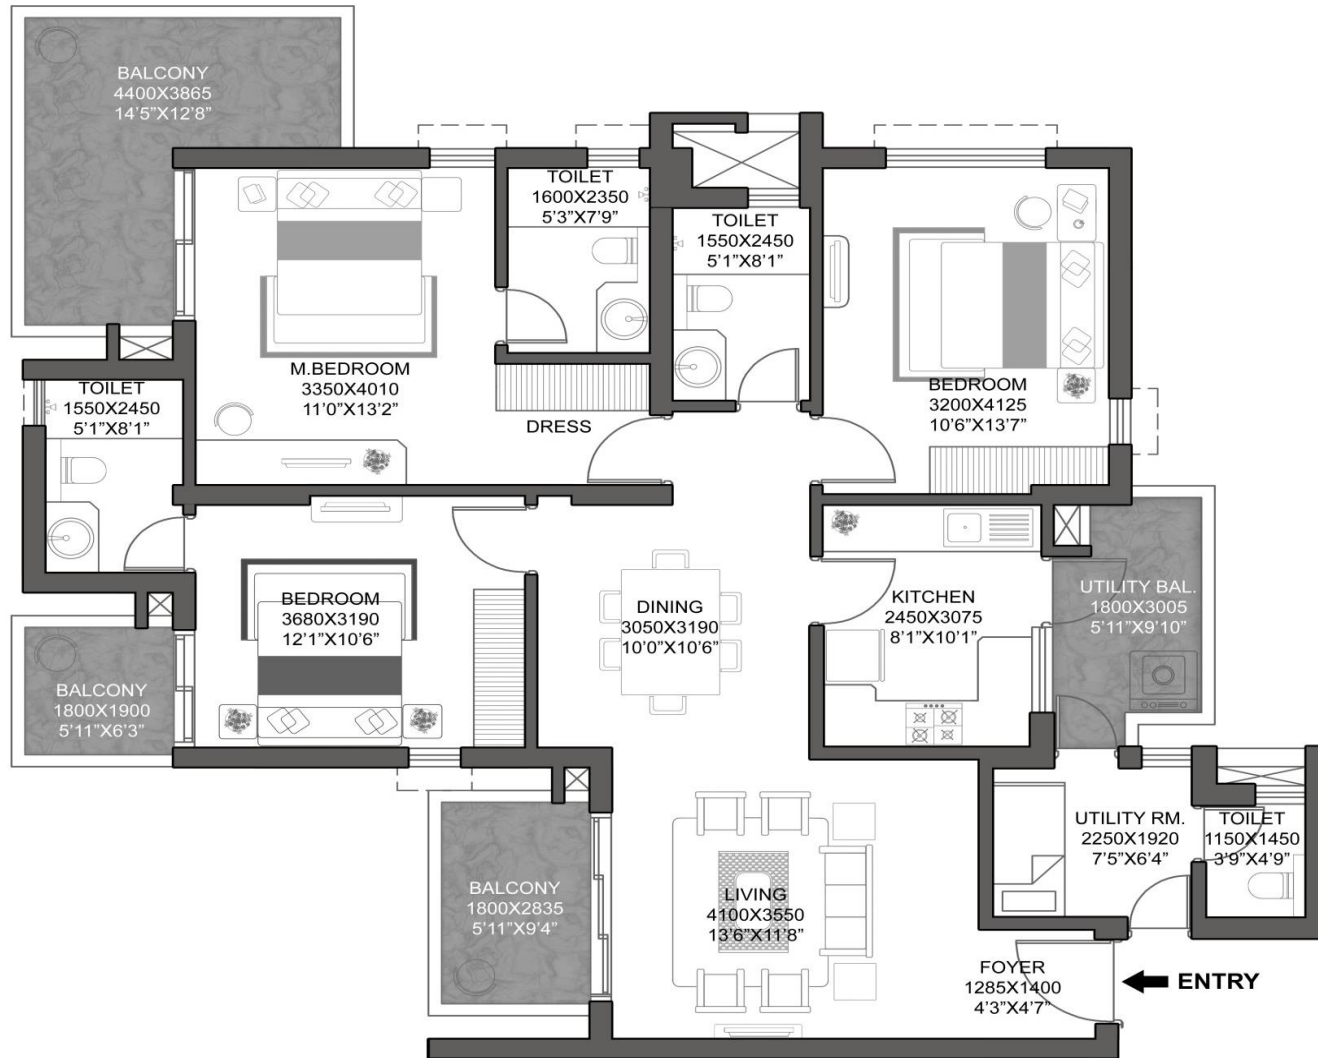 BALCONY
4400X3865
14'5"X12'8"
TOILET
1600X2350
5'3"X7'9"
TOILET
1550X2450
5'1"X8'1"
M.BEDROOM
3350X4010
11'0"X13'2"
DRESS
BEDROOM
3200X4125
10'6"X13'7"
TOILET
1550X2450
5'1"X8'1"
BEDROOM
3680X3190
12'1"X10'6"
DINING
3050X3190
10'0"X10'6"
KITCHEN
2450X3075
8'1"X10'1"
UTILITY BAL.
1800X3005
5'11"X9'10"
BALCONY
1800X1900
5'11"X6'3"
BALCONY
1800X2835
5'11"X9'4"
LIVING
4100X3550
13'6"X11'8"
UTILITY RM.
2250X1920
7'5"X6'4"
TOILET
1150X1450
3'9"X4'9"
FOYER
1285X1400
4'3"X4'7"
ENTRY